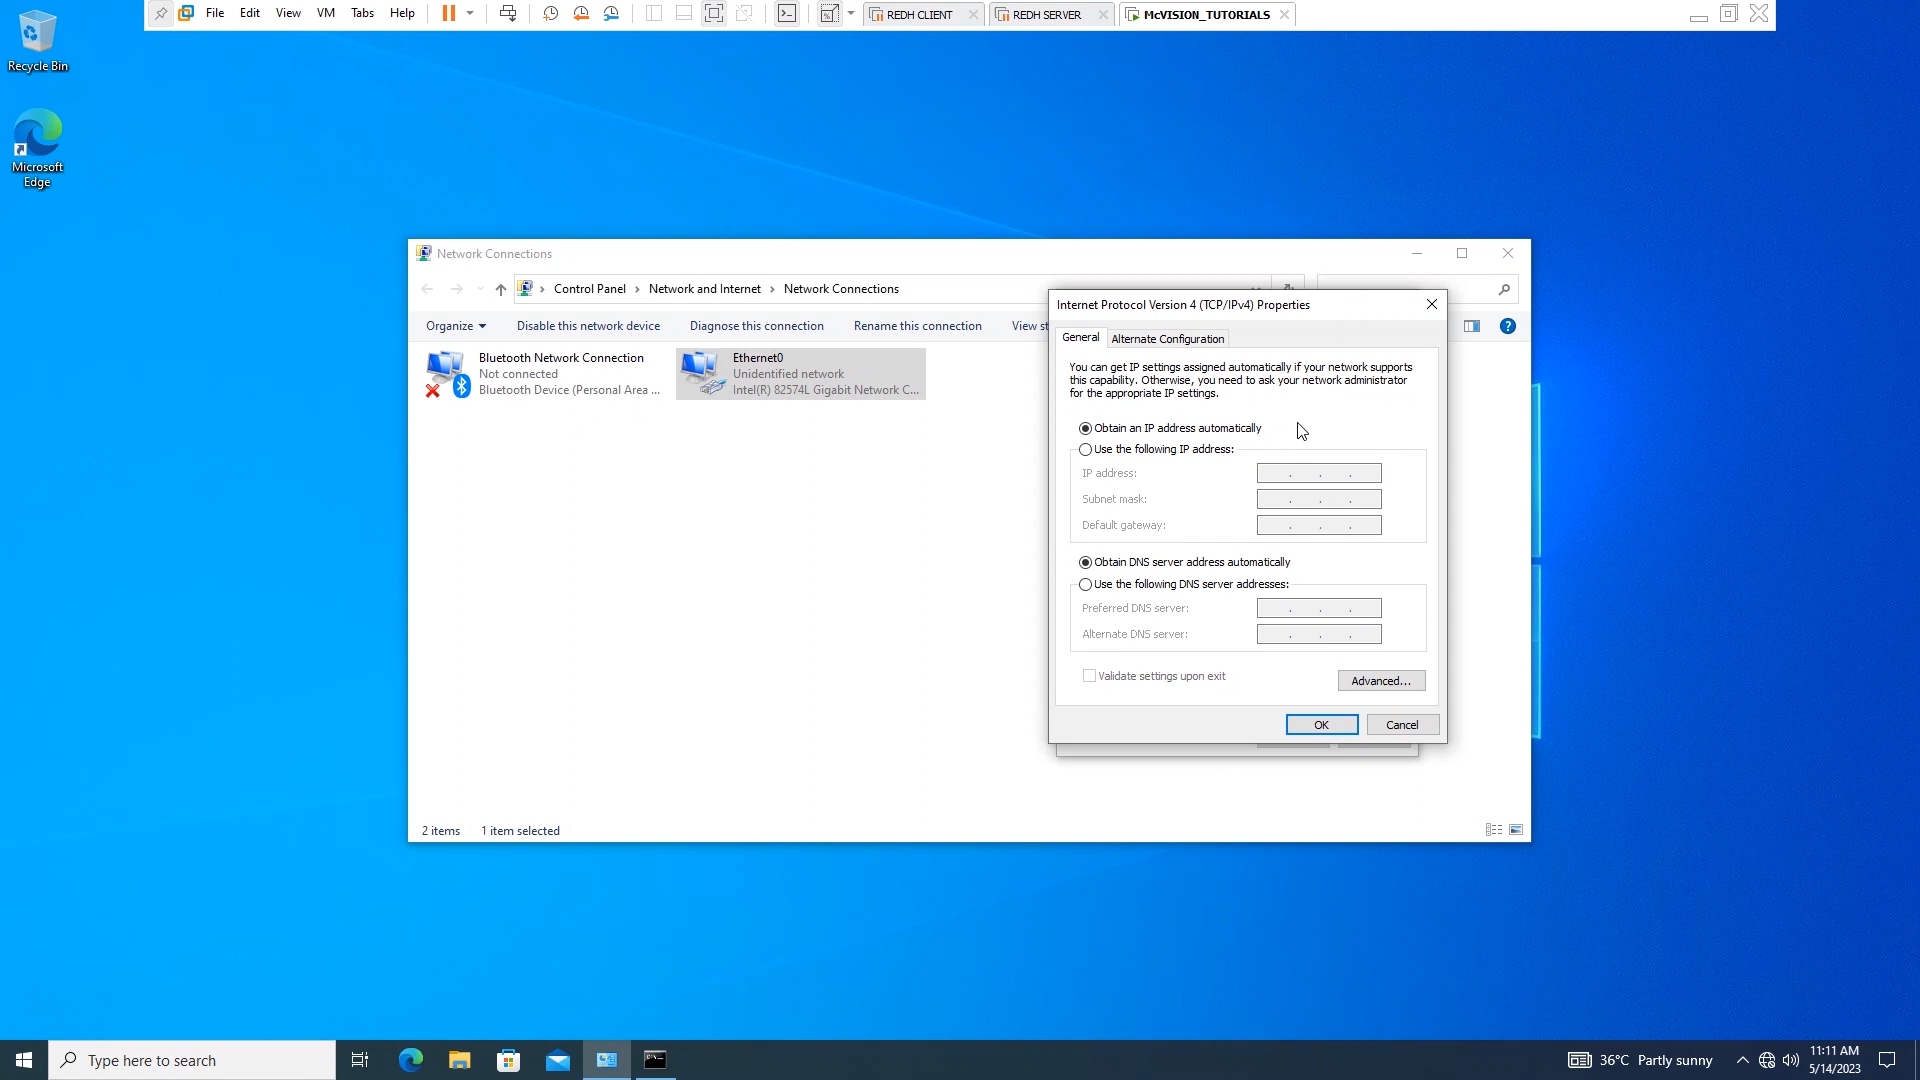 File Edit View VM Tabs Help REDH CLIENT REDH SERVER McVISION_TUTORIALS
Recycle Bin
Microsoft
Edge
Network Connections
Control Panel > Network and Internet > Network Connections
Organize Disable this network device Diagnose this connection Rename this connection View st
Bluetooth Network Connection
Not connected
Bluetooth Device (Personal Area ...
Ethernet0
Unidentified network
Intel(R) 82574L Gigabit Network C...
2 items 1 item selected
Internet Protocol Version 4 (TCP/IPv4) Properties
General Alternate Configuration
You can get IP settings assigned automatically if your network supports
this capability. Otherwise, you need to ask your network administrator
for the appropriate IP settings.
Obtain an IP address automatically
Use the following IP address:
IP address: . . .
Subnet mask: . . .
Default gateway: . . .
Obtain DNS server address automatically
Use the following DNS server addresses:
Preferred DNS server: . . .
Alternate DNS server: . . .
Validate settings upon exit
Advanced...
OK Cancel
Type here to search
36°C Partly sunny
11:11 AM
5/14/2023